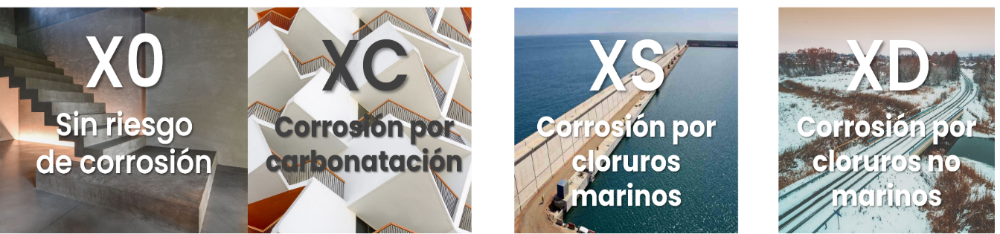 X0
Sin riesgo
de corrosión
XC
Corrosión por
carbonatación
XS
Corrosión por
cloruros
marinos
XD
Corrosión por
cloruros no
marinos